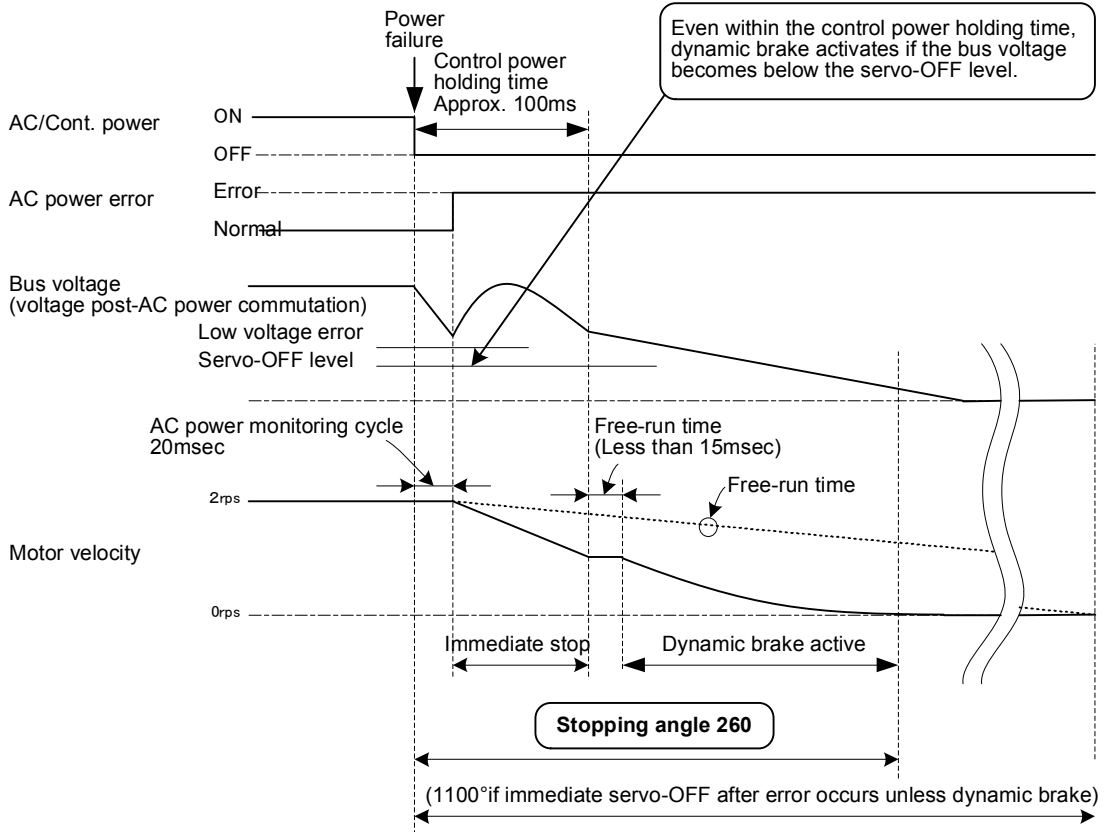 Power
failure
Control power
holding time
Approx. 100ms
Even within the control power holding time,
dynamic brake activates if the bus voltage
becomes below the servo-OFF level.
AC/Cont. power
ON
OFF
AC power error
Error
Normal
Bus voltage
(voltage post-AC power commutation)
Low voltage error
Servo-OFF level
AC power monitoring cycle
20msec
Free-run time
(Less than 15msec)
Free-run time
2rps
Motor velocity
0rps
Immediate stop
Dynamic brake active
Stopping angle 260
(1100°if immediate servo-OFF after error occurs unless dynamic brake)